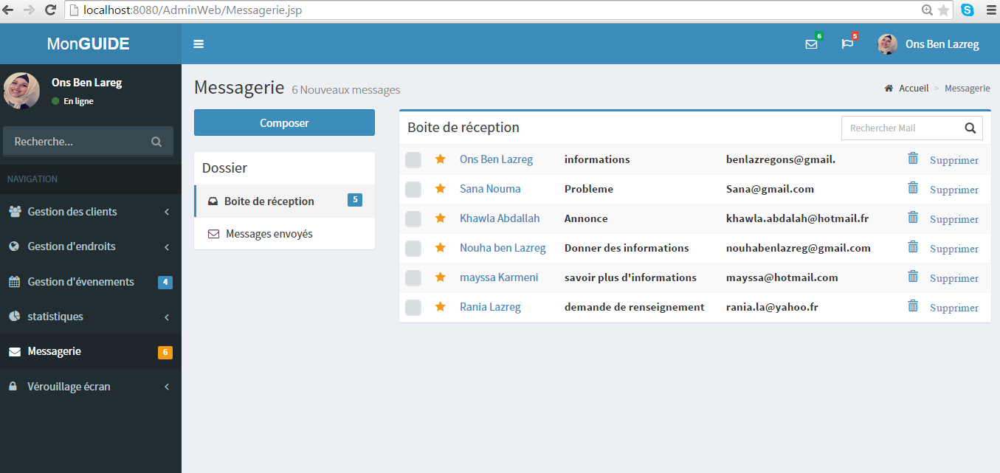 localhost:8080/AdminWeb/Messagerie.jsp
MonGUIDE
6
5
Ons Ben Lazreg
Ons Ben Lareg
En ligne
Recherche...
NAVIGATION
Gestion des clients
Gestion d'endroits
Gestion d'évenements 4
statistiques
Messagerie 6
Vérouillage écran
Messagerie 6 Nouveaux messages
Accueil > Messagerie
Composer
Dossier
Boite de réception 5
Messages envoyés
Boite de réception
Rechercher Mail
Ons Ben Lazreg informations benlazregons@gmail. Supprimer
Sana Nouma Probleme Sana@gmail.com Supprimer
Khawla Abdallah Annonce khawla.abdalah@hotmail.fr Supprimer
Nouha ben Lazreg Donner des informations nouhabenlazreg@gmail.com Supprimer
mayssa Karmeni savoir plus d'informations mayssa@hotmail.com Supprimer
Rania Lazreg demande de renseignement rania.la@yahoo.fr Supprimer